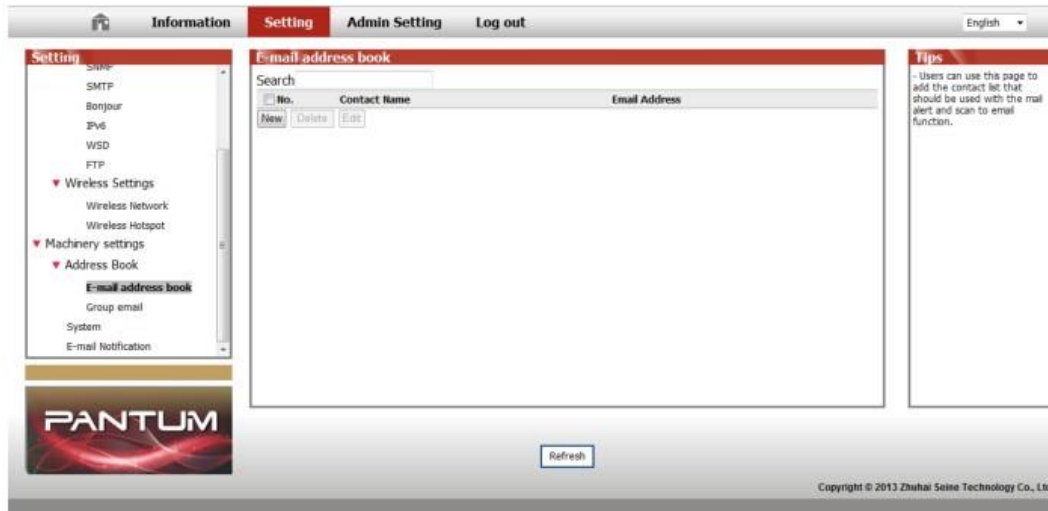 Information
Setting
Admin Setting
Log out
English
Setting
SNMP
SMTP
Bonjour
IPv6
WSD
FTP
Wireless Settings
Wireless Network
Wireless Hotspot
Machinery settings
Address Book
E-mail address book
Group email
System
E-mail Notification
PANTUM
E-mail address book
Search
No. Contact Name Email Address
New Delete Edit
Refresh
Tips
- Users can use this page to
add the contact list that
should be used with the mail
alert and scan to email
function.
Copyright © 2013 Zhuhai Seine Technology Co., Ltd